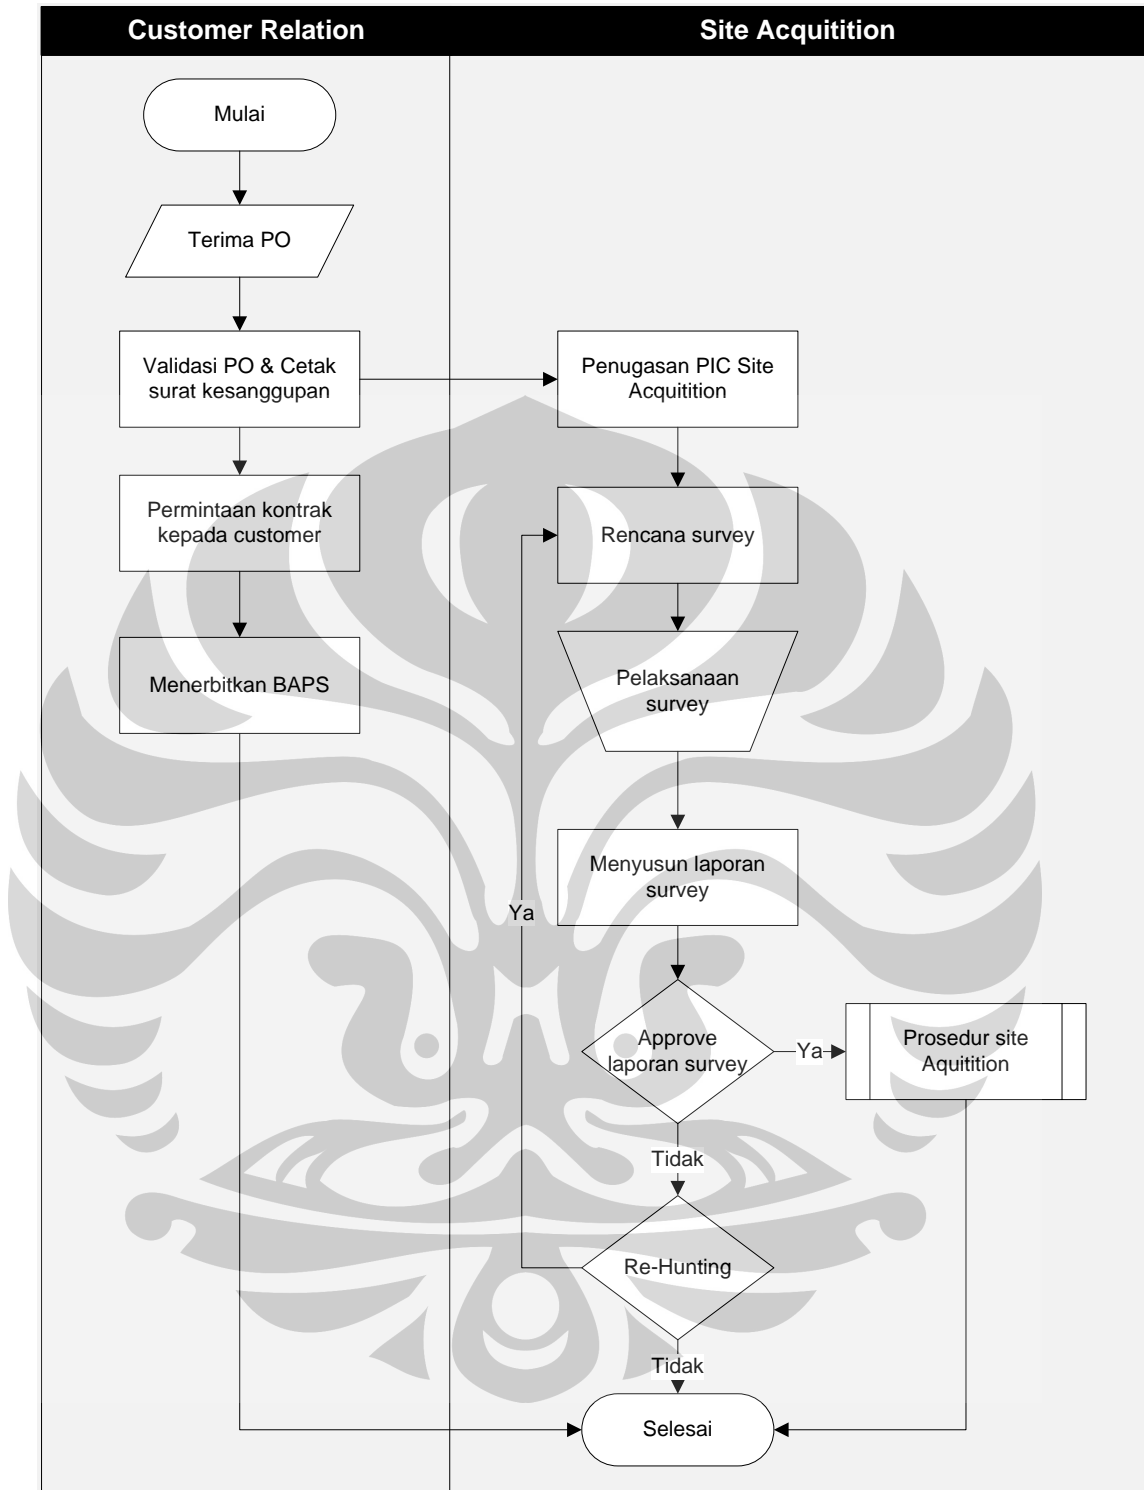 Customer Relation
Site Acquitition
Mulai
Terima PO
Validasi PO & Cetak
surat kesanggupan
Penugasan PIC Site
Acquitition
Permintaan kontrak
kepada customer
Rencana survey
Menerbitkan BAPS
Pelaksanaan
survey
Menyusun laporan
survey
Ya
Approve
laporan survey
Ya
Prosedur site
Aquitition
Tidak
Re-Hunting
Tidak
Selesai